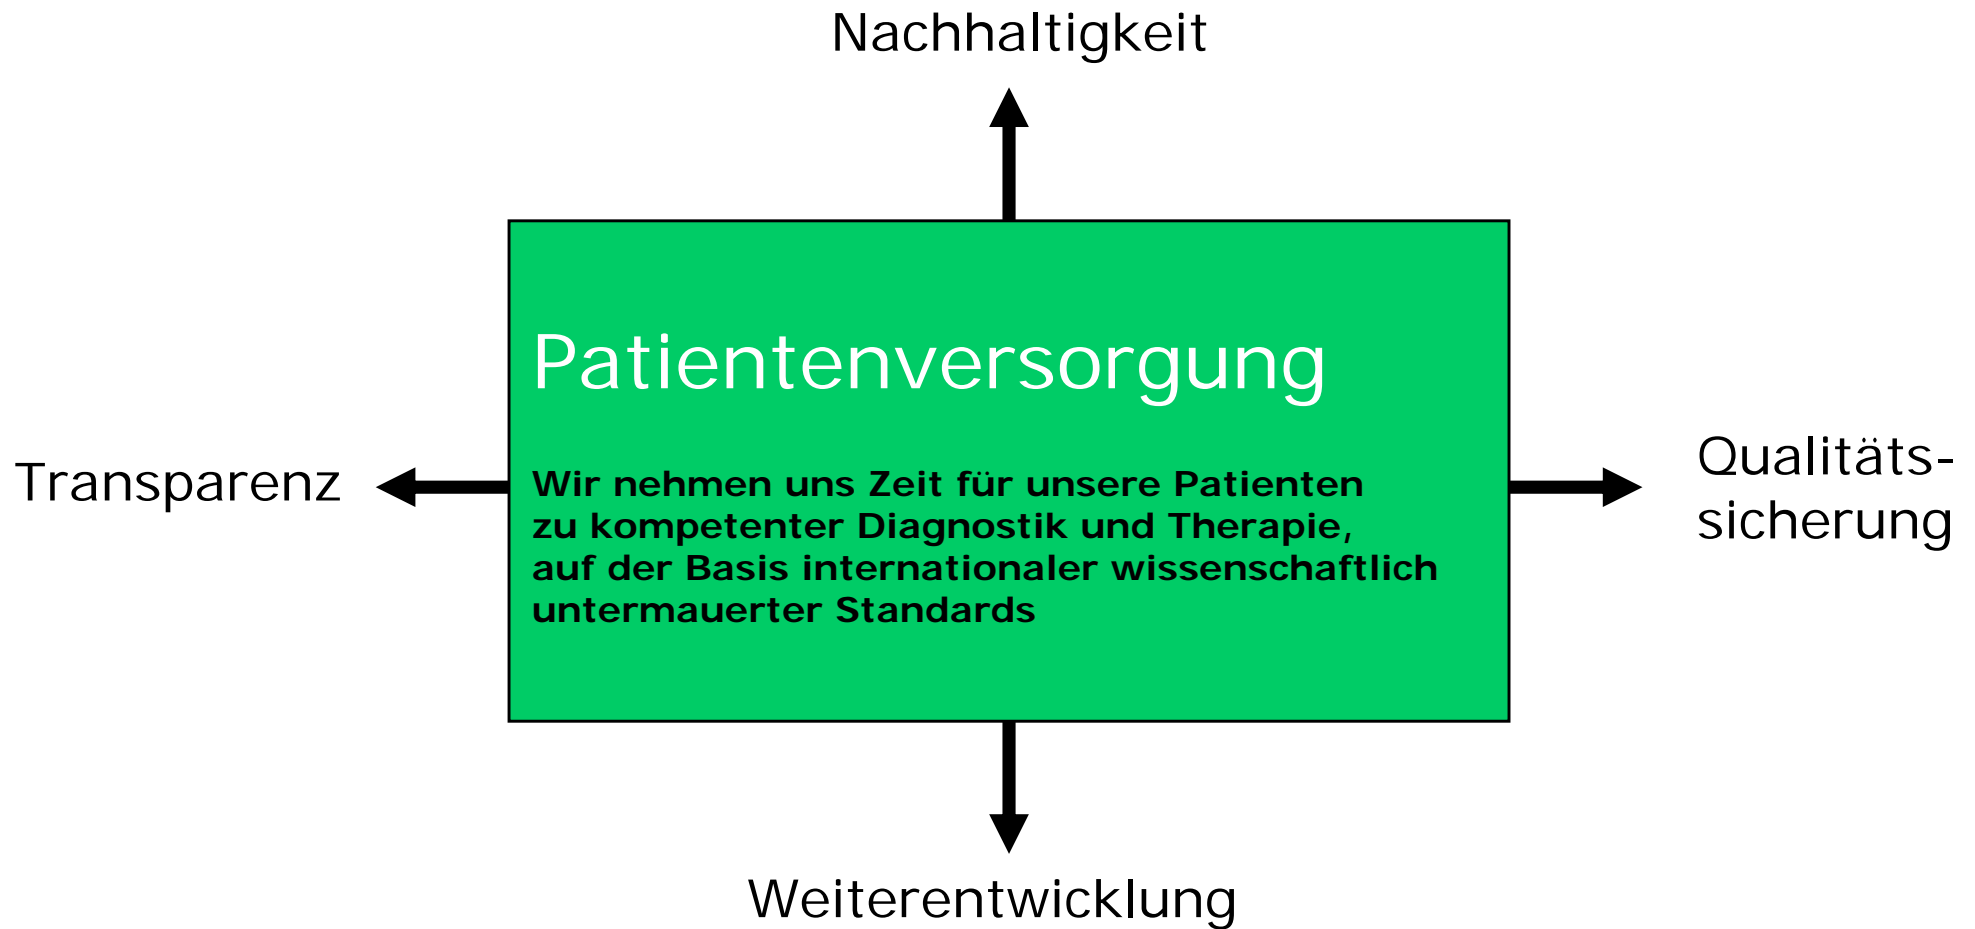 Nachhaltigkeit
Patientenversorgung
Transparenz
Wir nehmen uns Zeit für unsere Patienten
zu kompetenter Diagnostik und Therapie,
auf der Basis internationaler wissenschaftlich
untermauerter Standards
Qualitäts-
sicherung
Weiterentwicklung